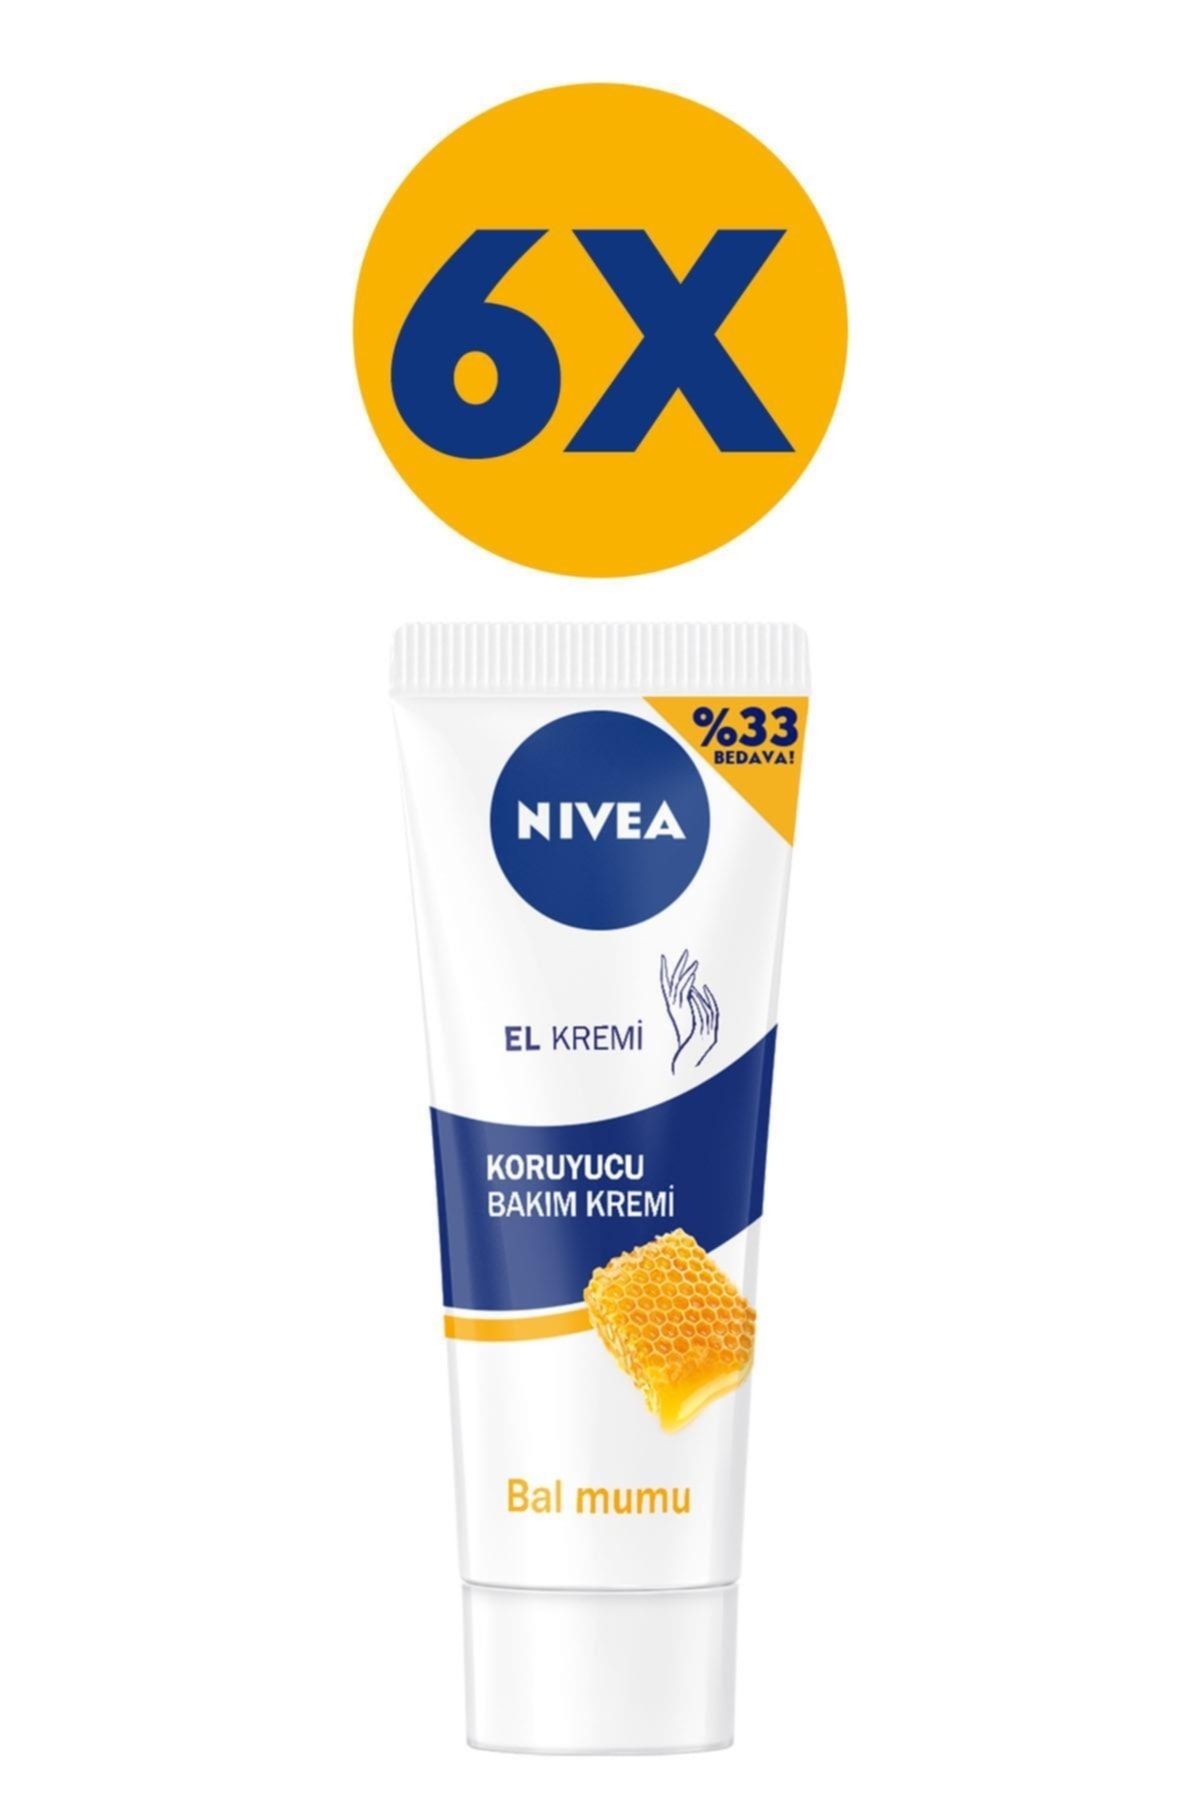 6X
%33
BEDAVA!
NIVEA
EL KREMİ
KORUYUCU
BAKIM KREMİ
Bal mumu